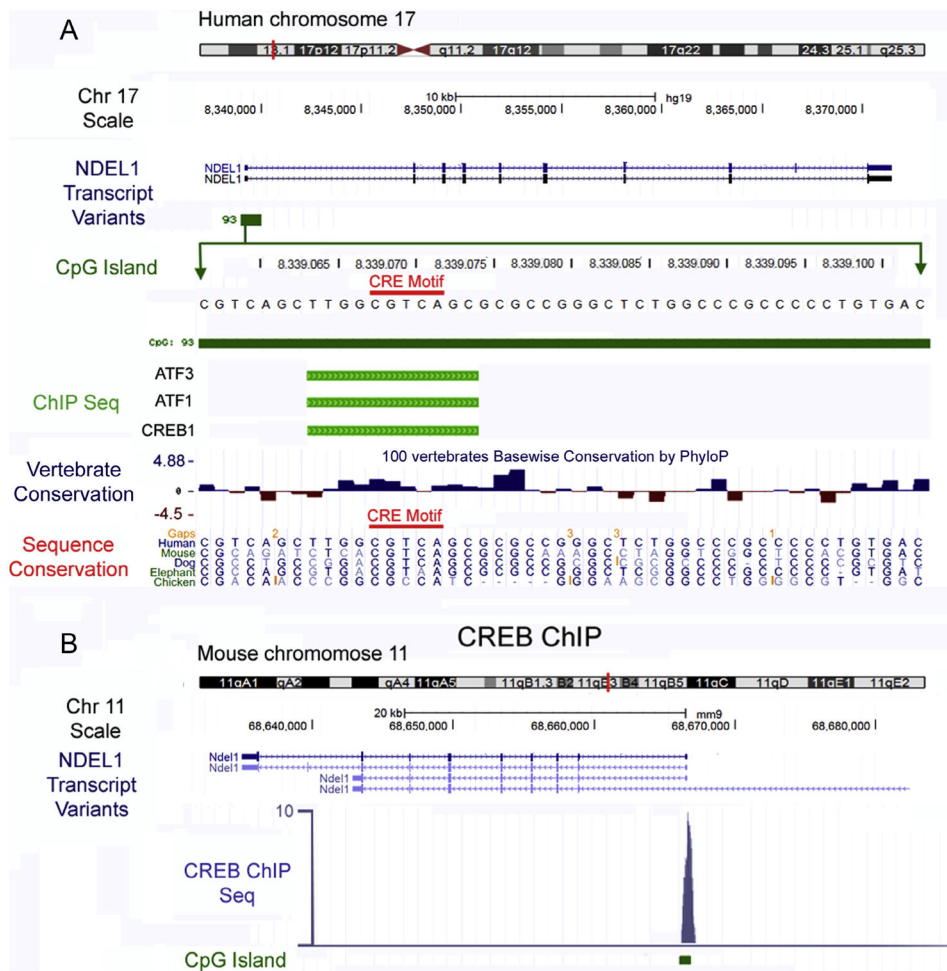 A
Human chromosome 17
13.1 17p12 17p11.2 q11.2 17q12 17q22 24.3 25.1 q25.3
Chr 17
Scale
10 kb hg19
8,340,000 8,345,000 8,350,000 8,355,000 8,360,000 8,365,000 8,370,000
NDEL1
Transcript
Variants
NDEL1
NDEL1
93
CpG Island
8.339.065 8.339.070 8.339.075 8.339.080 8.339.085 8.339.090 8.339.095 8.339.100
CRE Motif
C G T C A G C T T G G C G T C A G C G C G C C G G G C T C T G G C C C G C C C C C T G T G A C
CpG: 93
ChIP Seq
ATF3
ATF1
CREB1
Vertebrate
Conservation
100 vertebrates Basewise Conservation by PhyloP
4.88-
0 -
-4.5 -
CRE Motif
Sequence
Conservation
Gaps 2 3 3 1
Human C G T C A G C T T G G C G T C A G C G C G C C G G G C T C T G G C C C G C C C C C T G T G A C
Mouse
Dog
Elephant
Chicken
B
CREB ChIP
Mouse chromomose 11
11qA1 qA2 qA4 11qA5 11qB1.3 B2 11qB3 B4 11qB5 11qC 11qD 11qE1 11qE2
Chr 11
Scale
20 kb mm9
68,640,000 68,650,000 68,660,000 68,670,000 68,680,000
NDEL1
Transcript
Variants
Ndel1
Ndel1
Ndel1
Ndel1
10
CREB ChIP
Seq
CpG Island